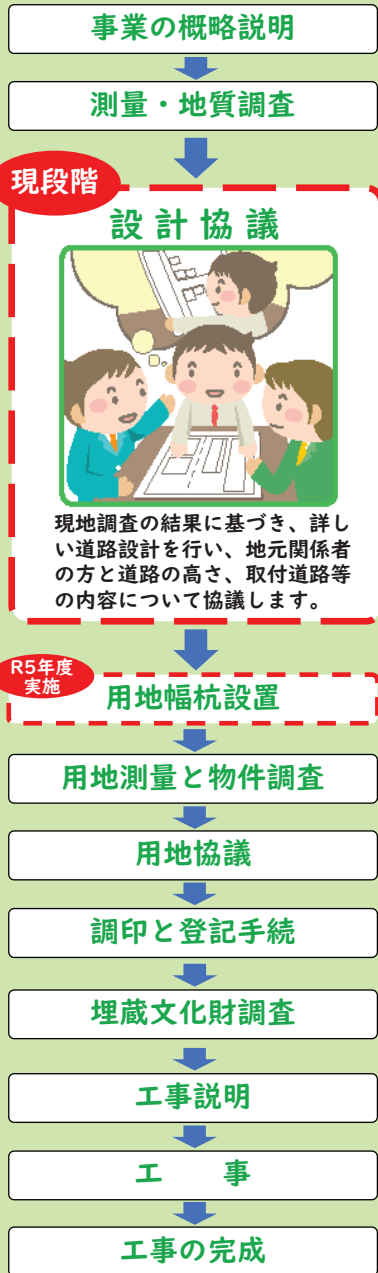 事業の概略説明
測量・地質調査
現段階
設計協議
現地調査の結果に基づき、詳し
い道路設計を行い、地元関係者
の方と道路の高さ、取付道路等
の内容について協議します。
R5年度
実施
用地幅杭設置
用地測量と物件調査
用地協議
調印と登記手続
埋蔵文化財調査
工事説明
工　事
工事の完成